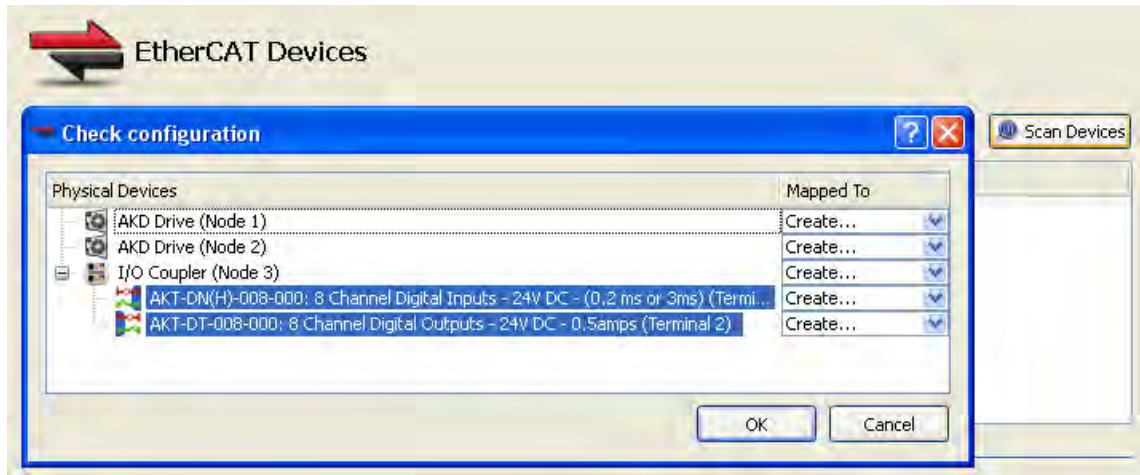 EtherCAT Devices
Check configuration
Scan Devices
Physical Devices Mapped To
AKD Drive (Node 1) Create...
AKD Drive (Node 2) Create...
I/O Coupler (Node 3) Create...
AKT-DN(H)-008-000: 8 Channel Digital Inputs - 24V DC - (0,2 ms or 3ms) (Termi... Create...
AKT-DT-008-000: 8 Channel Digital Outputs - 24V DC - 0.5amps (Terminal 2) Create...
OK Cancel